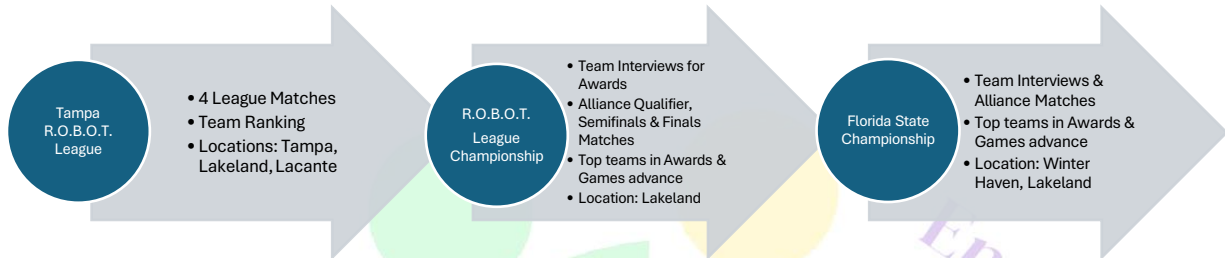 Tampa
R.O.B.O.T.
League
• 4 League Matches
• Team Ranking
• Locations: Tampa,
Lakeland, Lacante
R.O.B.O.T.
League
Championship
• Team Interviews for
Awards
• Alliance Qualifier,
Semifinals & Finals
Matches
• Top teams in Awards &
Games advance
• Location: Lakeland
Florida State
Championship
• Team Interviews &
Alliance Matches
• Top teams in Awards &
Games advance
• Location: Winter
Haven, Lakeland